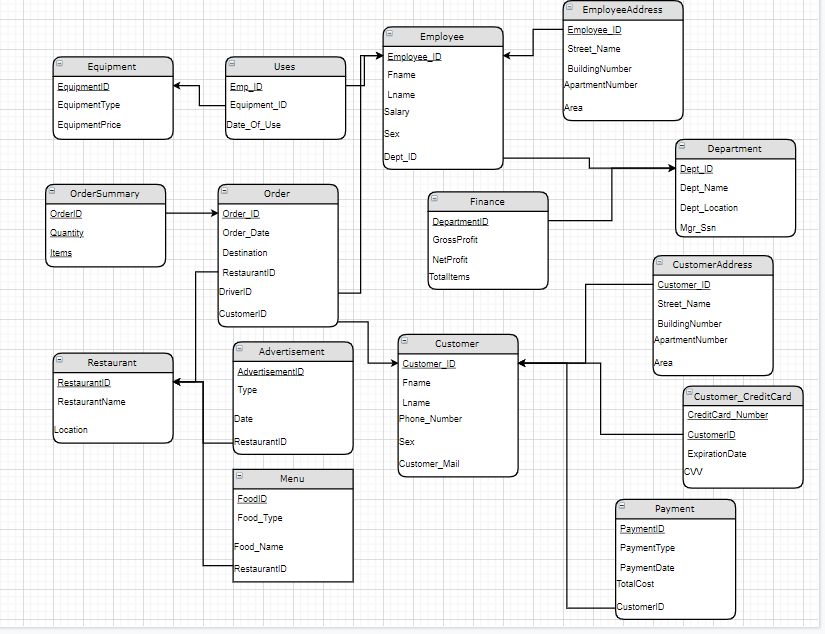 EmployeeAddress
Employee_ID
Street_Name
BuildingNumber
ApartmentNumber
Area
Employee
Employee_ID
Fname
Lname
Salary
Sex
Dept_ID
Equipment
EquipmentID
EquipmentType
EquipmentPrice
Uses
Emp_ID
Equipment_ID
Date_Of_Use
Department
Dept_ID
Dept_Name
Dept_Location
Mgr_Ssn
OrderSummary
OrderID
Quantity
Items
Order
Order_ID
Order_Date
Destination
RestaurantID
DriverID
CustomerID
Finance
DepartmentID
GrossProfit
NetProfit
TotalItems
CustomerAddress
Customer_ID
Street_Name
BuildingNumber
ApartmentNumber
Area
Customer
Customer_ID
Fname
Lname
Phone_Number
Sex
Customer_Mail
Restaurant
RestaurantID
RestaurantName
Location
Advertisement
AdvertisementID
Type
Date
RestaurantID
Customer_CreditCard
CreditCard_Number
CustomerID
ExpirationDate
CVV
Menu
FoodID
Food_Type
Food_Name
RestaurantID
Payment
PaymentID
PaymentType
PaymentDate
TotalCost
CustomerID